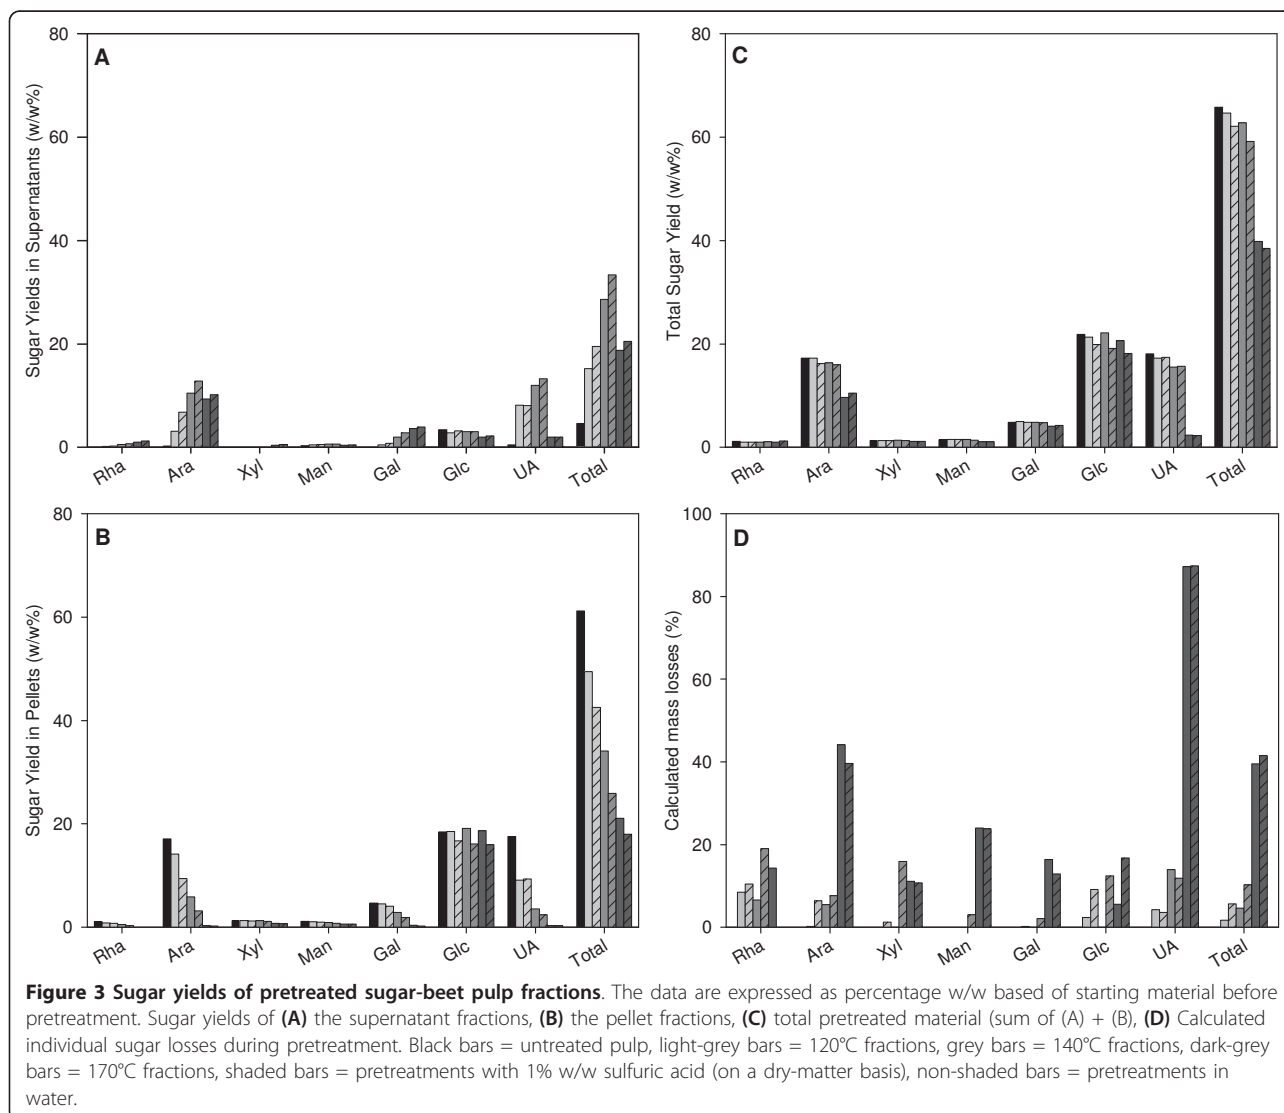 A
Sugar Yields in Supernatants (w/w%)
80
60
40
20
0
Rha Ara Xyl Man Gal Glc UA Total
C
Total Sugar Yield (w/w%)
80
60
40
20
0
Rha Ara Xyl Man Gal Glc UA Total
B
Sugar Yield in Pellets (w/w%)
80
60
40
20
0
Rha Ara Xyl Man Gal Glc UA Total
D
Calculated mass losses (%)
100
80
60
40
20
0
Rha Ara Xyl Man Gal Glc UA Total
Figure 3 Sugar yields of pretreated sugar-beet pulp fractions. The data are expressed as percentage w/w based of starting material before
pretreatment. Sugar yields of (A) the supernatant fractions, (B) the pellet fractions, (C) total pretreated material (sum of (A) + (B), (D) Calculated
individual sugar losses during pretreatment. Black bars = untreated pulp, light-grey bars = 120°C fractions, grey bars = 140°C fractions, dark-grey
bars = 170°C fractions, shaded bars = pretreatments with 1% w/w sulfuric acid (on a dry-matter basis), non-shaded bars = pretreatments in
water.